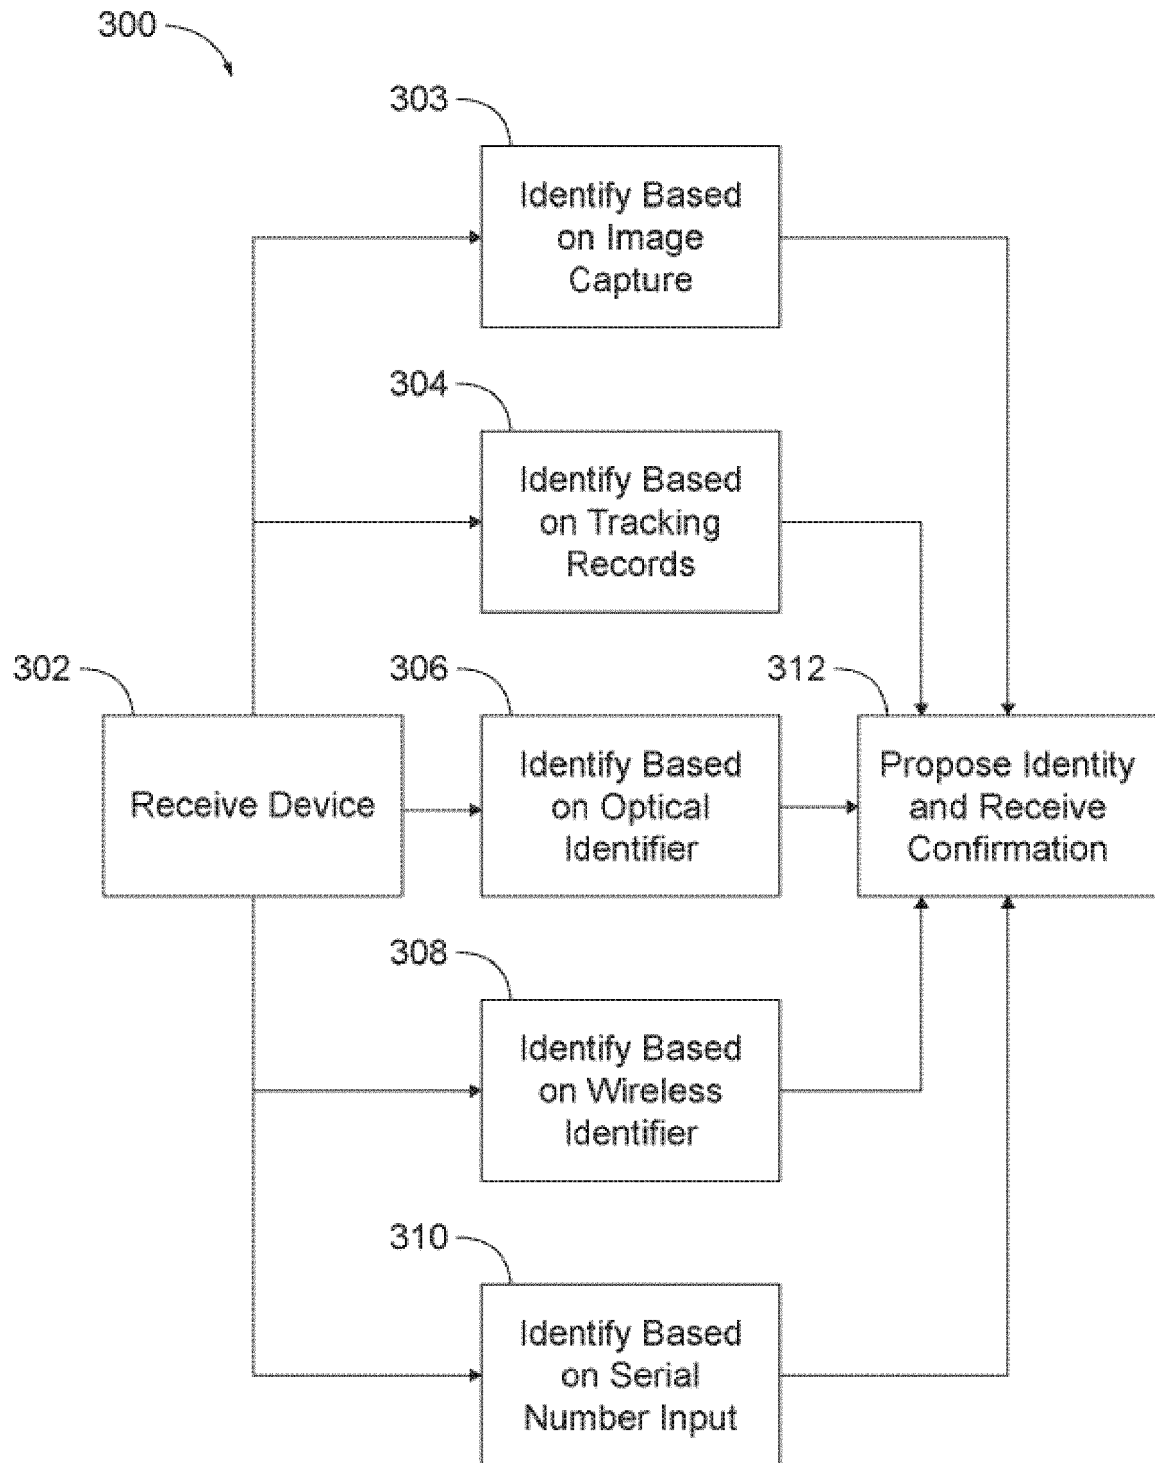 300
303
Identify Based
on Image
Capture
304
Identify Based
on Tracking
Records
302
Receive Device
306
Identify Based
on Optical
Identifier
312
Propose Identity
and Receive
Confirmation
308
Identify Based
on Wireless
Identifier
310
Identify Based
on Serial
Number Input